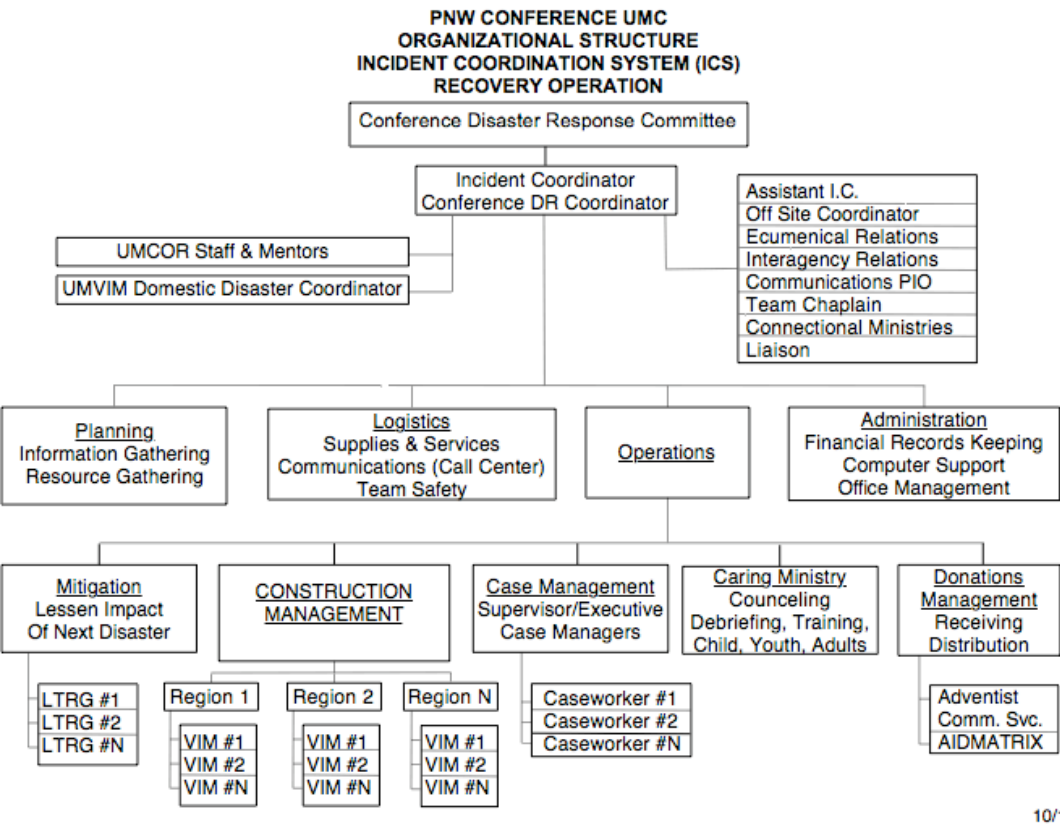 PNW CONFERENCE UMC
ORGANIZATIONAL STRUCTURE
INCIDENT COORDINATION SYSTEM (ICS)
RECOVERY OPERATION
Conference Disaster Response Committee
Incident Coordinator
Conference DR Coordinator
Assistant I.C.
Off Site Coordinator
Ecumenical Relations
Interagency Relations
Communications PIO
Team Chaplain
Connectional Ministries
Liaison
UMCOR Staff & Mentors
UMVIM Domestic Disaster Coordinator
Planning
Information Gathering
Resource Gathering
Logistics
Supplies & Services
Communications (Call Center)
Team Safety
Operations
Administration
Financial Records Keeping
Computer Support
Office Management
Mitigation
Lessen Impact
Of Next Disaster
CONSTRUCTION
MANAGEMENT
Case Management
Supervisor/Executive
Case Managers
Caring Ministry
Counceling
Debriefing, Training,
Child, Youth, Adults
Donations
Management
Receiving
Distribution
LTRG #1
LTRG #2
LTRG #N
Region 1
VIM #1
VIM #2
VIM #N
Region 2
VIM #1
VIM #2
VIM #N
Region N
VIM #1
VIM #2
VIM #N
Caseworker #1
Caseworker #2
Caseworker #N
Adventist
Comm. Svc.
AIDMATRIX
10/